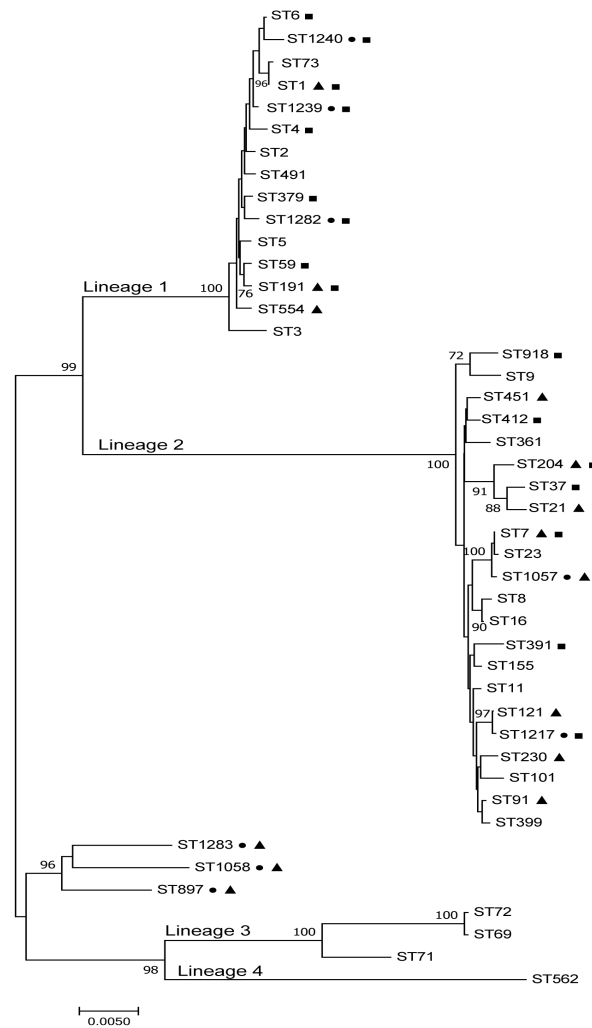 ST6 ■
ST1240 ● ■
ST73
96
ST1 ▲ ■
ST1239 ● ■
ST4 ■
ST2
ST491
ST379 ■
ST1282 ● ■
ST5
ST59 ■
Lineage 1
100
76
ST191 ▲ ■
ST554 ▲
ST3
72
ST918 ■
99
ST9
ST451 ▲
ST412 ■
ST361
Lineage 2
100
ST204 ▲ ■
91
ST37 ■
88
ST21 ▲
ST7 ▲ ■
100
ST23
ST1057 ● ▲
ST8
90
ST16
ST391 ■
ST155
ST11
97
ST121 ▲
ST1217 ● ■
ST230 ▲
ST101
ST91 ▲
ST399
ST1283 ● ▲
96
ST1058 ● ▲
ST897 ● ▲
100
ST72
Lineage 3
100
ST69
ST71
98
Lineage 4
ST562
0.0050